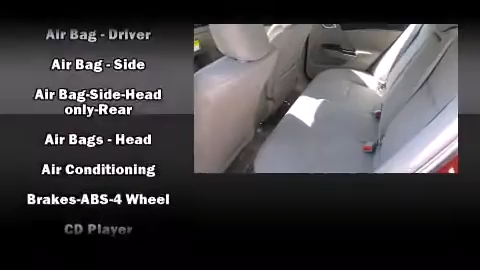 Air Bag - Driver
Air Bag - Side
Air Bag-Side-Head
only-Rear
Air Bags - Head
Air Conditioning
Brakes-ABS-4 Wheel
CD Player